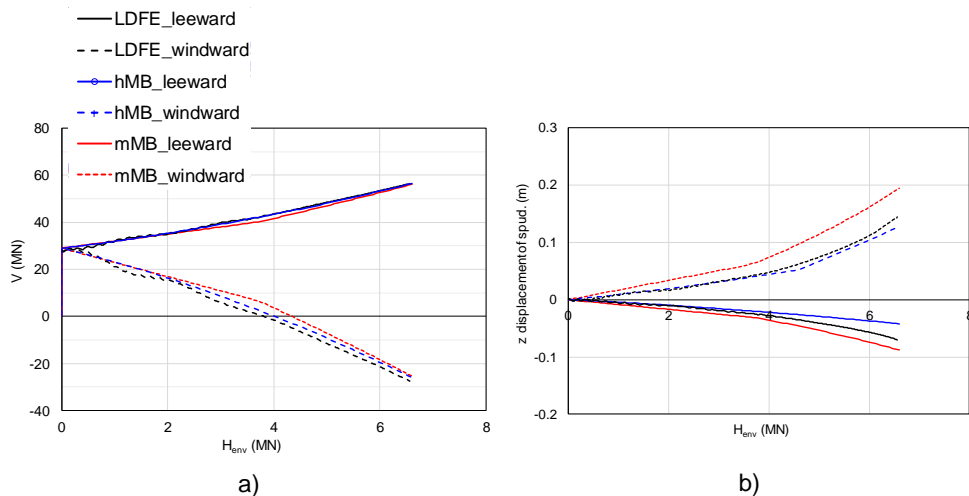 LDFE_leeward
LDFE_windward
hMB_leeward
hMB_windward
mMB_leeward
mMB_windward
80
60
40
20
0
-20
-40
V (MN)
0 2 4 6 8
H_env (MN)
a)
0.3
0.2
0.1
0
-0.1
-0.2
z displacement of spud. (m)
0 2 4 6 8
H_env (MN)
b)